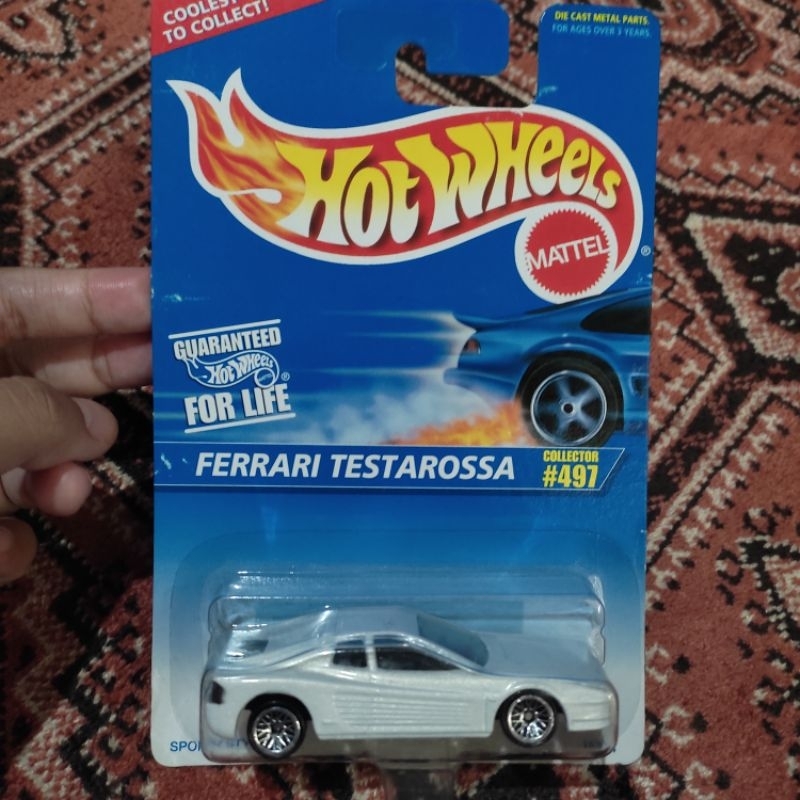 COOLEST
TO COLLECT!
DIE CAST METAL PARTS.
FOR AGES OVER 3 YEARS.
HOT WHEELS
®
MATTEL
GUARANTEED
HOT WHEELS ®
FOR LIFE
FERRARI TESTAROSSA
COLLECTOR
#497